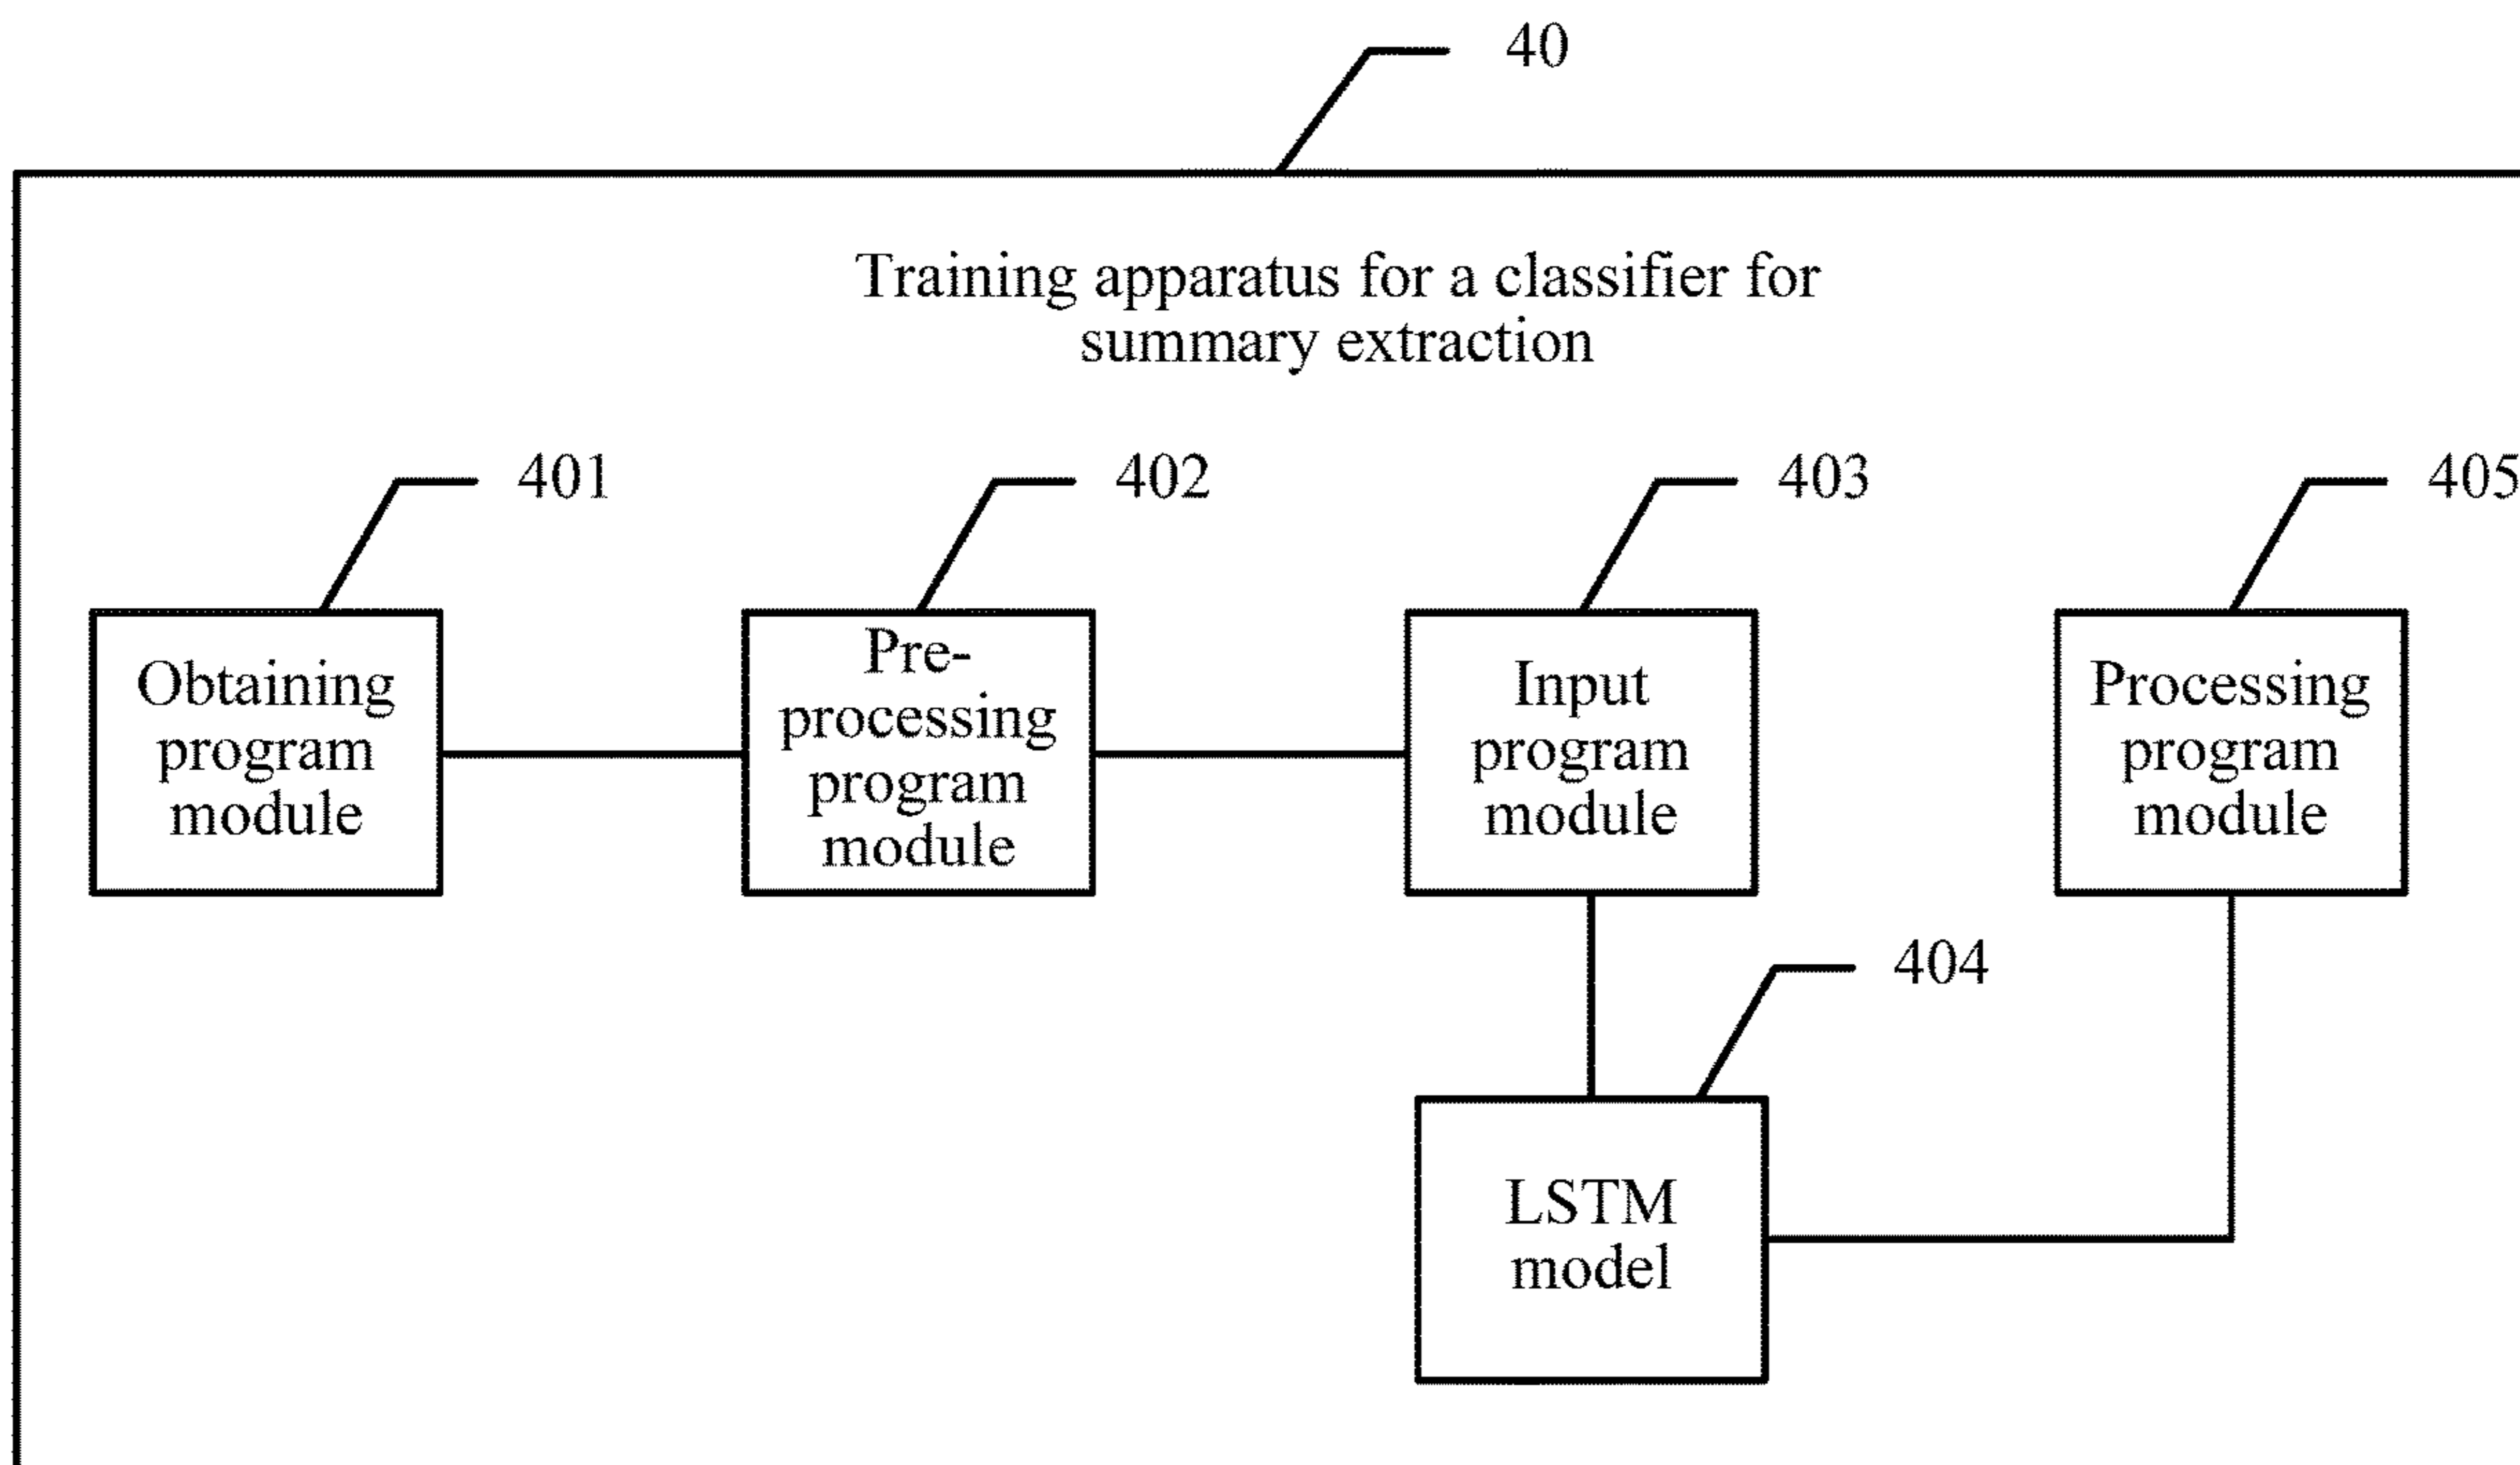 40
Training apparatus for a classifier for
summary extraction
401
402
403
405
Obtaining
program
module
Pre-
processing
program
module
Input
program
module
Processing
program
module
404
LSTM
model